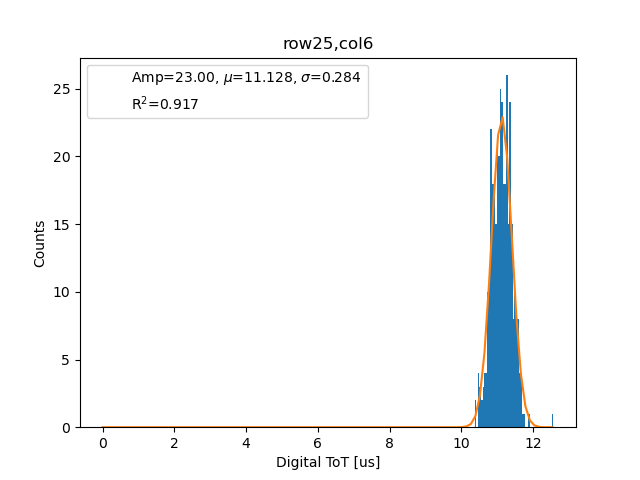 row25,col6
Amp=23.00, μ=11.128, σ=0.284
R²=0.917
25
20
15
10
5
0
Counts
0 2 4 6 8 10 12
Digital ToT [us]